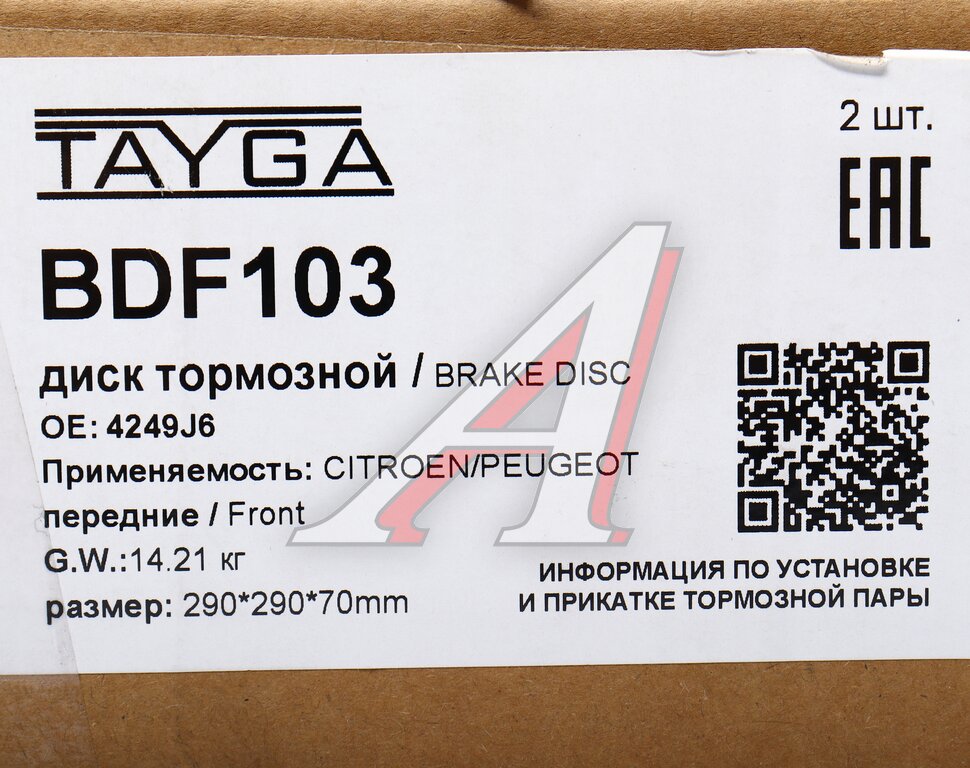 TAYGA
2 шт.
EAC
BDF103
диск тормозной / BRAKE DISC
OE: 4249J6
Применяемость: CITROEN/PEUGEOT
передние / Front
G.W.:14.21 кг
размер: 290*290*70mm
ИНФОРМАЦИЯ ПО УСТАНОВКЕ
И ПРИКАТКЕ ТОРМОЗНОЙ ПАРЫ